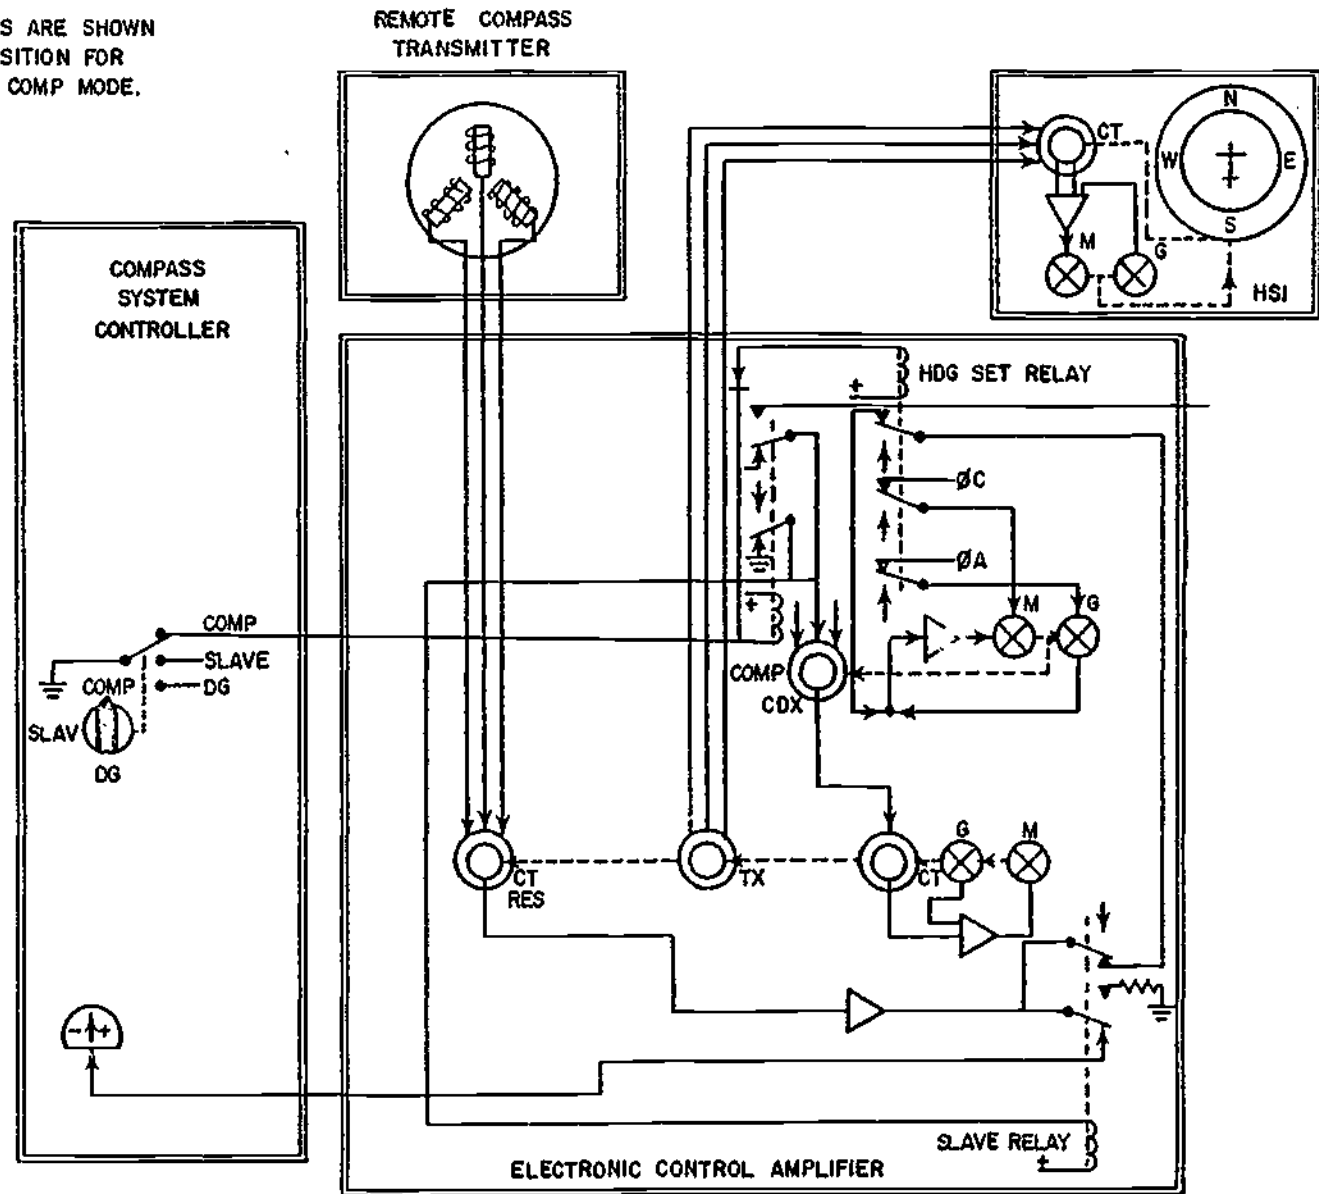 S ARE SHOWN
SITION FOR
COMP MODE.
REMOTE COMPASS
TRANSMITTER
CT
N
W
E
S
M
G
HSI
COMPASS
SYSTEM
CONTROLLER
HDG SET RELAY
+
ØC
ØA
+
M
G
COMP
SLAVE
DG
COMP
SLAV
DG
COMP
CDX
CT
RES
TX
CT
G
M
- +
SLAVE RELAY
+
ELECTRONIC CONTROL AMPLIFIER